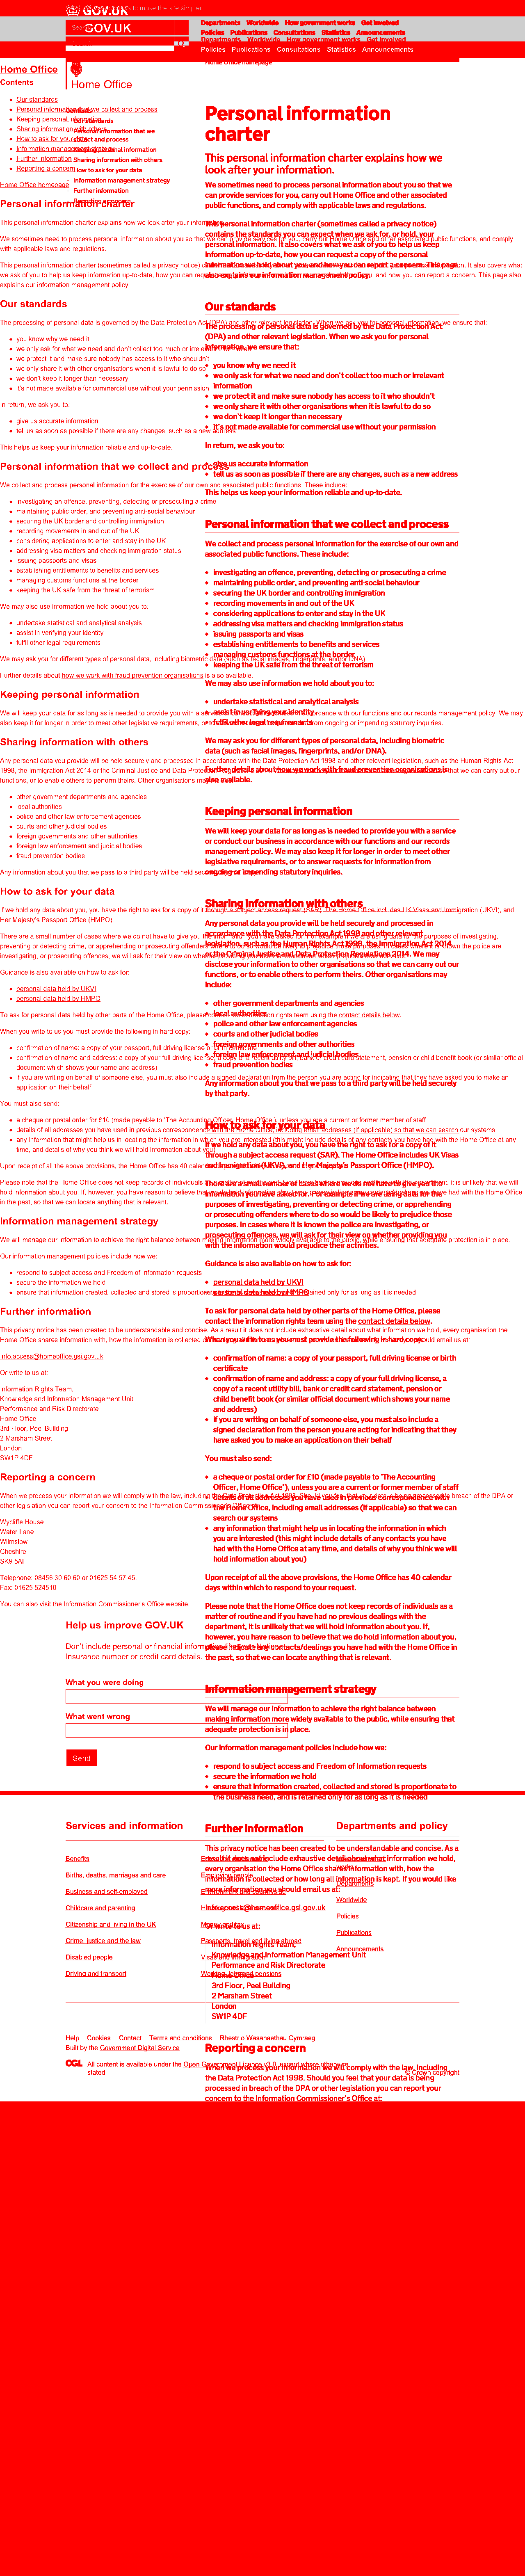 GOV.UK
GOV.UK
Departments Worldwide How government works Get involved
Policies Publications Consultations Statistics Announcements
Departments Worldwide How government works Get involved
Policies Publications Consultations Statistics Announcements
Home Office
Home Office
Home Office homepage
Contents
Our standards
Personal information that we collect and process
Keeping personal information
Sharing information with others
How to ask for your data
Information management strategy
Further information
Reporting a concern
Home Office homepage
Our standards
Personal information that we
collect and process
Keeping personal information
Sharing information with others
How to ask for your data
Information management strategy
Further information
Reporting a concern
Personal information
charter
This personal information charter explains how we
look after your information.
We sometimes need to process personal information about you so that we
can provide services for you, carry out Home Office and other associated
public functions, and comply with applicable laws and regulations.
This personal information charter (sometimes called a privacy notice)
contains the standards you can expect when we ask for, or hold, your
personal information. It also covers what we ask of you to help us keep
information up-to-date, how you can request a copy of the personal
information we hold about you, and how you can report a concern. This page
also explains our information management policy.
Our standards
The processing of personal data is governed by the Data Protection Act
(DPA) and other relevant legislation. When we ask you for personal
information, we ensure that:
you know why we need it
we only ask for what we need and don't collect too much or irrelevant
information
we protect it and make sure nobody has access to it who shouldn't
we only share it with other organisations when it is lawful to do so
we don't keep it longer than necessary
it's not made available for commercial use without your permission
In return, we ask you to:
give us accurate information
tell us as soon as possible if there are any changes, such as a new address
This helps us keep your information reliable and up-to-date.
Personal information that we collect and process
We collect and process personal information for the exercise of our own and
associated public functions. These include:
investigating an offence, preventing, detecting or prosecuting a crime
maintaining public order, and preventing anti-social behaviour
securing the UK border and controlling immigration
recording movements in and out of the UK
considering applications to enter and stay in the UK
addressing visa matters and checking immigration status
issuing passports and visas
establishing entitlements to benefits and services
managing customs functions at the border
keeping the UK safe from the threat of terrorism
We may also use information we hold about you to:
undertake statistical and analytical analysis
assist in verifying your identity
fulfil other legal requirements
We may ask you for different types of personal data, including biometric
data (such as facial images, fingerprints, and/or DNA).
Further details about how we work with fraud prevention organisations is
also available.
Keeping personal information
We will keep your data for as long as is needed to provide you with a service
or conduct our business in accordance with our functions and our records
management policy. We may also keep it for longer in order to meet other
legislative requirements, or to answer requests for information from
ongoing or impending statutory inquiries.
Sharing information with others
Any personal data you provide will be held securely and processed in
accordance with the Data Protection Act 1998 and other relevant
legislation, such as the Human Rights Act 1998, the Immigration Act 2014
or the Criminal Justice and Data Protection Regulations 2014. We may
disclose your information to other organisations so that we can carry out our
functions, or to enable others to perform theirs. Other organisations may
include:
other government departments and agencies
local authorities
police and other law enforcement agencies
courts and other judicial bodies
foreign governments and other authorities
foreign law enforcement and judicial bodies
fraud prevention bodies
Any information about you that we pass to a third party will be held securely
by that party.
How to ask for your data
If we hold any data about you, you have the right to ask for a copy of it
through a subject access request (SAR). The Home Office includes UK Visas
and Immigration (UKVI), and Her Majesty's Passport Office (HMPO).
There are a small number of cases where we do not have to give you the
information you have asked for. For example if we are using data for the
purposes of investigating, preventing or detecting crime, or apprehending
or prosecuting offenders where to do so would be likely to prejudice those
purposes. In cases where it is known the police are investigating, or
prosecuting offences, we will ask for their view on whether providing you
with the information would prejudice their activities.
Guidance is also available on how to ask for:
personal data held by UKVI
personal data held by HMPO
To ask for personal data held by other parts of the Home Office, please
contact the information rights team using the contact details below.
When you write to us you must provide the following in hard copy:
confirmation of name: a copy of your passport, full driving license or birth
certificate
confirmation of name and address: a copy of your full driving license, a
copy of a recent utility bill, bank or credit card statement, pension or
child benefit book (or similar official document which shows your name
and address)
if you are writing on behalf of someone else, you must also include a
signed declaration from the person you are acting for indicating that they
have asked you to make an application on their behalf
You must also send:
a cheque or postal order for £10 (made payable to 'The Accounting
Officer, Home Office'), unless you are a current or former member of staff
details of all addresses you have used in previous correspondence with
the Home Office, including email addresses (if applicable) so that we can
search our systems
any information that might help us in locating the information in which
you are interested (this might include details of any contacts you have
had with the Home Office at any time, and details of why you think we will
hold information about you)
Upon receipt of all the above provisions, the Home Office has 40 calendar
days within which to respond to your request.
Please note that the Home Office does not keep records of individuals as a
matter of routine and if you have had no previous dealings with the
department, it is unlikely that we will hold information about you. If,
however, you have reason to believe that we do hold information about you,
please indicate any contacts/dealings you have had with the Home Office in
the past, so that we can locate anything that is relevant.
Information management strategy
We will manage our information to achieve the right balance between
making information more widely available to the public, while ensuring that
adequate protection is in place.
Our information management policies include how we:
respond to subject access and Freedom of Information requests
secure the information we hold
ensure that information created, collected and stored is proportionate to
the business need, and is retained only for as long as it is needed
Further information
This privacy notice has been created to be understandable and concise. As a
result it does not include exhaustive detail about what information we hold,
every organisation the Home Office shares information with, how the
information is collected or how long all information is kept. If you would like
more information you should email us at:
Info.access@homeoffice.gsi.gov.uk
Or write to us at:
Information Rights Team,
Knowledge and Information Management Unit
Performance and Risk Directorate
Home Office
3rd Floor, Peel Building
2 Marsham Street
London
SW1P 4DF
Reporting a concern
When we process your information we will comply with the law, including
the Data Protection Act 1998. Should you feel that your data is being
processed in breach of the DPA or other legislation you can report your
concern to the Information Commissioner's Office at:
Wycliffe House
Water Lane
Wilmslow
Cheshire
SK9 5AF
Telephone: 08456 30 60 60 or 01625 54 57 45.
Fax: 01625 524510
You can also visit the Information Commissioner's Office website.
Help us improve GOV.UK
Don't include personal or financial information
Insurance number or credit card details.
What you were doing
What went wrong
Send
Services and information
Benefits
Births, deaths, marriages and care
Business and self-employed
Childcare and parenting
Citizenship and living in the UK
Crime, justice and the law
Disabled people
Driving and transport
Passports, travel and living abroad
Departments and policy
Departments
Worldwide
Policies
Publications
Announcements
Help Cookies Contact Terms and conditions Rhestr o Wasanaethau Cymraeg
Built by the Government Digital Service
OGL All content is available under the Open Government Licence v3.0, except where otherwise
stated
© Crown copyright